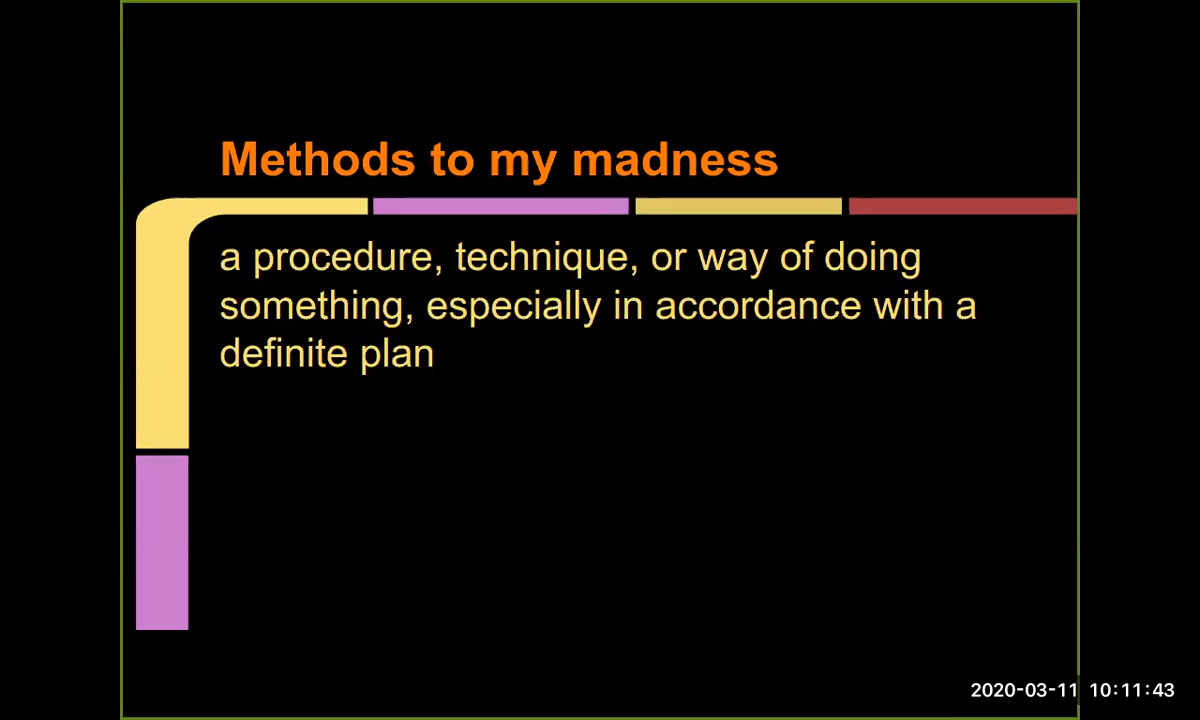 Methods to my madness
a procedure, technique, or way of doing
something, especially in accordance with a
definite plan
2020-03-11 10:11:43